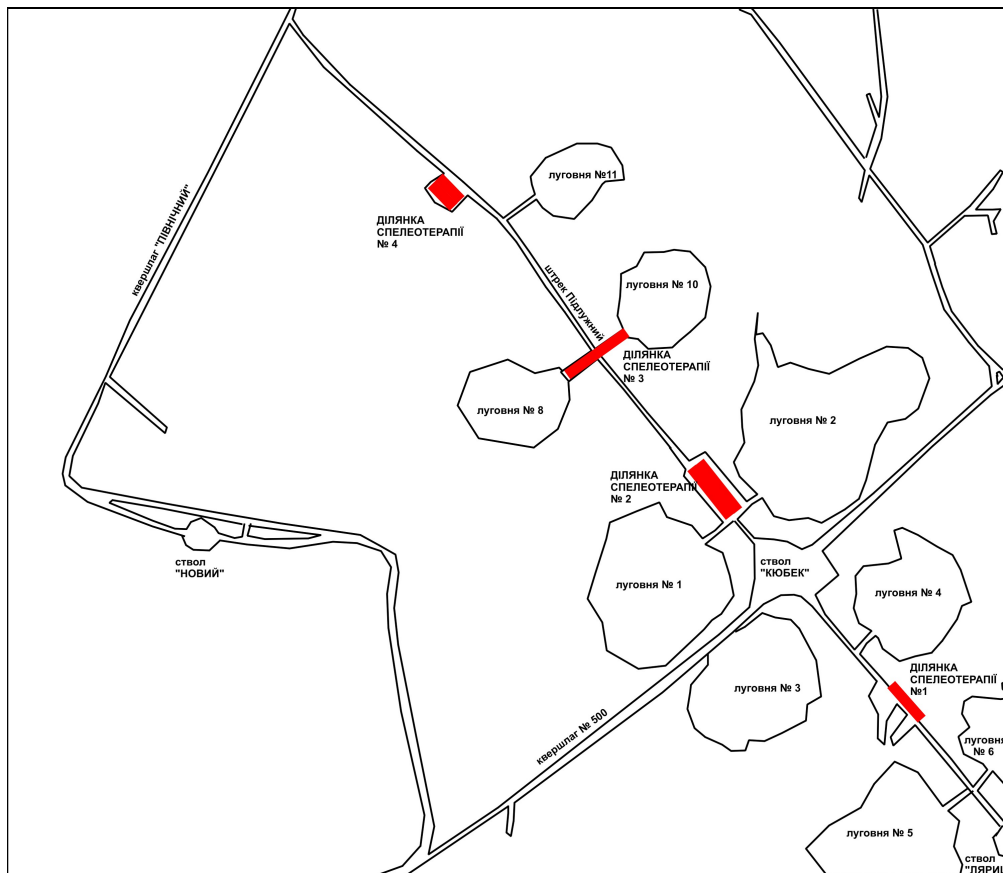 луговня №11
ДІЛЯНКА
СПЕЛЕОТЕРАПІЇ
№ 4
квершлаг "ПІВНІЧНИЙ"
штрек Підлужний
луговня № 10
ДІЛЯНКА
СПЕЛЕОТЕРАПІЇ
№ 3
луговня № 8
луговня № 2
ДІЛЯНКА
СПЕЛЕОТЕРАПІЇ
№ 2
ствол
"НОВИЙ"
ствол
"КЮБЕК"
луговня № 1
луговня № 4
ДІЛЯНКА
СПЕЛЕОТЕРАПІЇ
№1
луговня № 3
квершлаг № 500
луговня
№ 6
луговня № 5
ствол